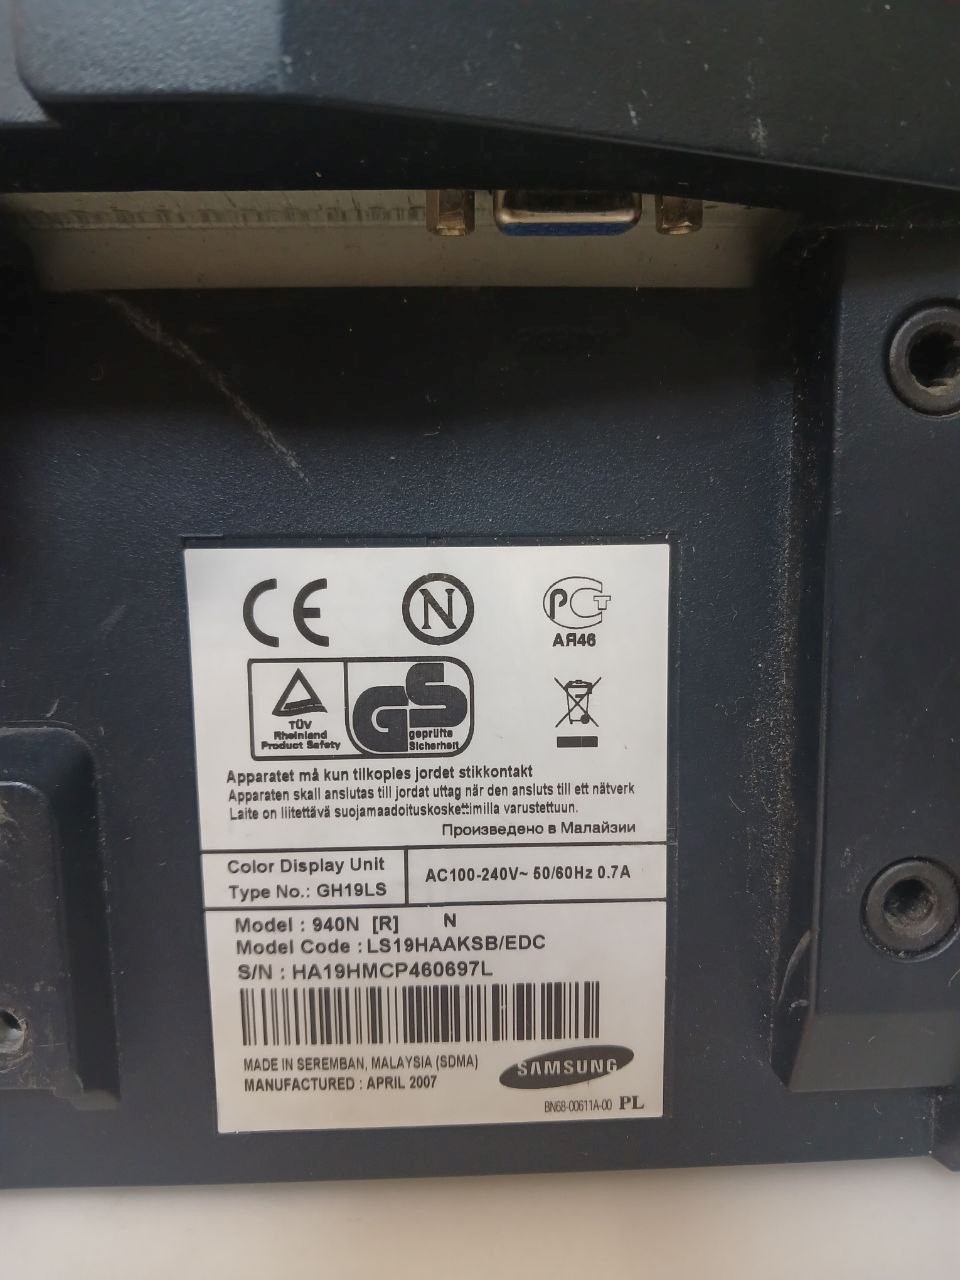 CE
N
PCT
АЯ46
TÜV
Rheinland
Product Safety
GS
geprüfte
Sicherheit
Apparatet må kun tilkoples jordet stikkontakt
Apparaten skall anslutas till jordat uttag när den ansluts till ett nätverk
Laite on liitettävä suojamaadoituskoskettimilla varustettuun.
Произведено в Малайзии
Color Display Unit
Type No.: GH19LS
AC100-240V~ 50/60Hz 0.7A
Model : 940N [R] N
Model Code : LS19HAAKSB/EDC
S/N : HA19HMCP460697L
MADE IN SEREMBAN, MALAYSIA (SDMA)
MANUFACTURED : APRIL 2007
SAMSUNG
BN68-00611A-00 PL